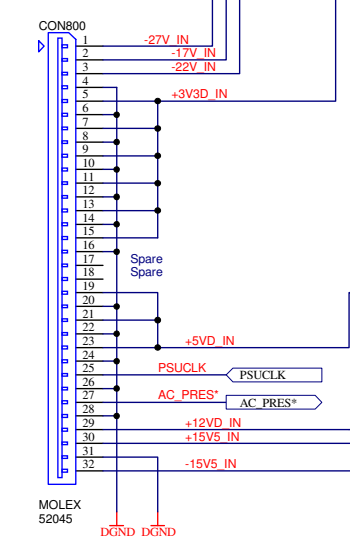 CON800
1 -27V_IN
2 -17V_IN
3 -22V_IN
4
5 +3V3D_IN
6
7
8
9
10
11
12
13
14
15
16
17 Spare
18 Spare
19
20
21
22
23 +5VD_IN
24
25 PSUCLK PSUCLK
26
27 AC_PRES* AC_PRES*
28
29 +12VD_IN
30 +15V5_IN
31
32 -15V5_IN
MOLEX
52045
DGND DGND